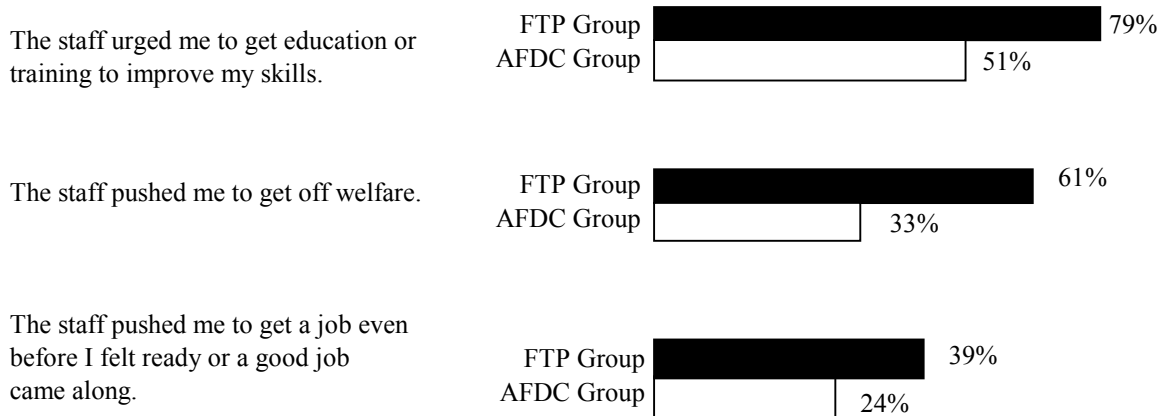 The staff urged me to get education or
training to improve my skills.
FTP Group 79%
AFDC Group 51%
The staff pushed me to get off welfare.
FTP Group 61%
AFDC Group 33%
The staff pushed me to get a job even
before I felt ready or a good job
came along.
FTP Group 39%
AFDC Group 24%